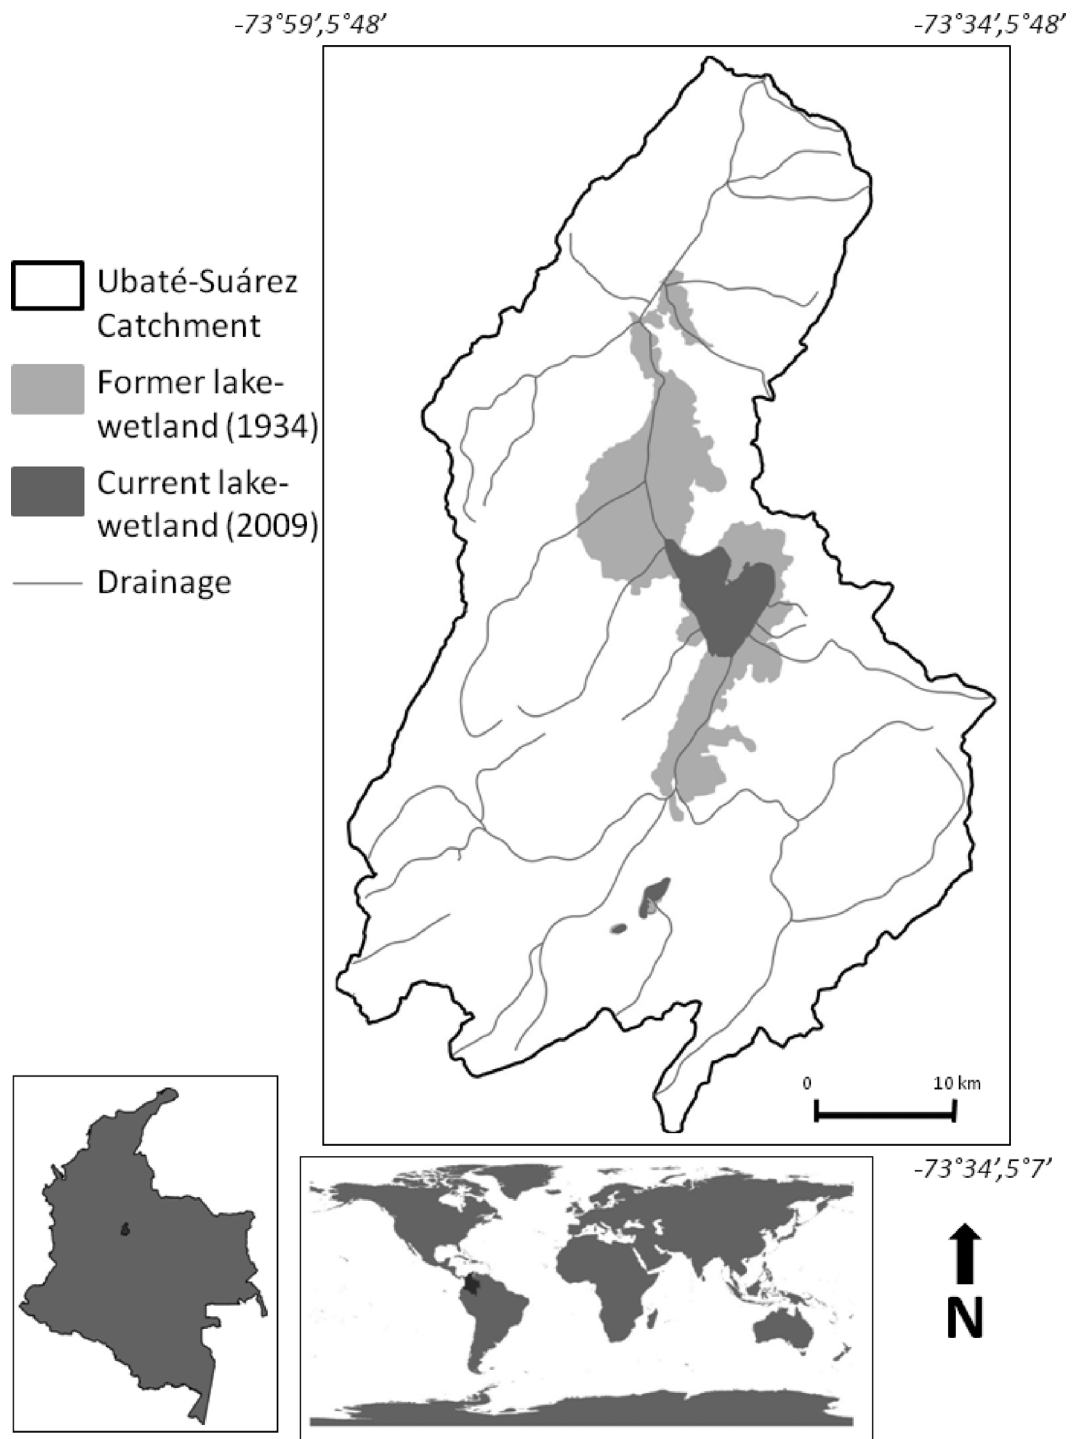 -73°59’,5°48’
-73°34’,5°48’
Ubaté-Suárez
Catchment
Former lake-
wetland (1934)
Current lake-
wetland (2009)
Drainage
0
10 km
-73°34’,5°7’
N